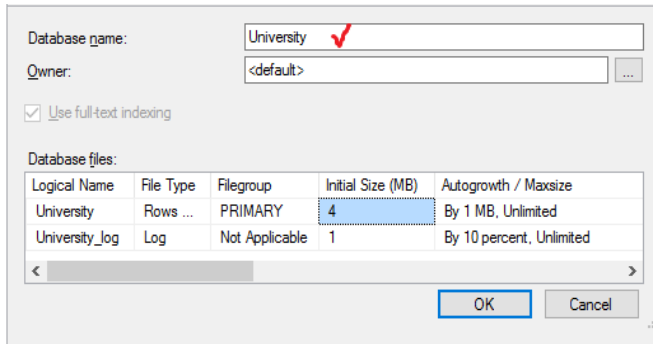 Database name: University
Owner: <default> ...
Use full-text indexing
Database files:
Logical Name File Type Filegroup Initial Size (MB) Autogrowth / Maxsize
University Rows ... PRIMARY 4 By 1 MB, Unlimited
University_log Log Not Applicable 1 By 10 percent, Unlimited
OK Cancel